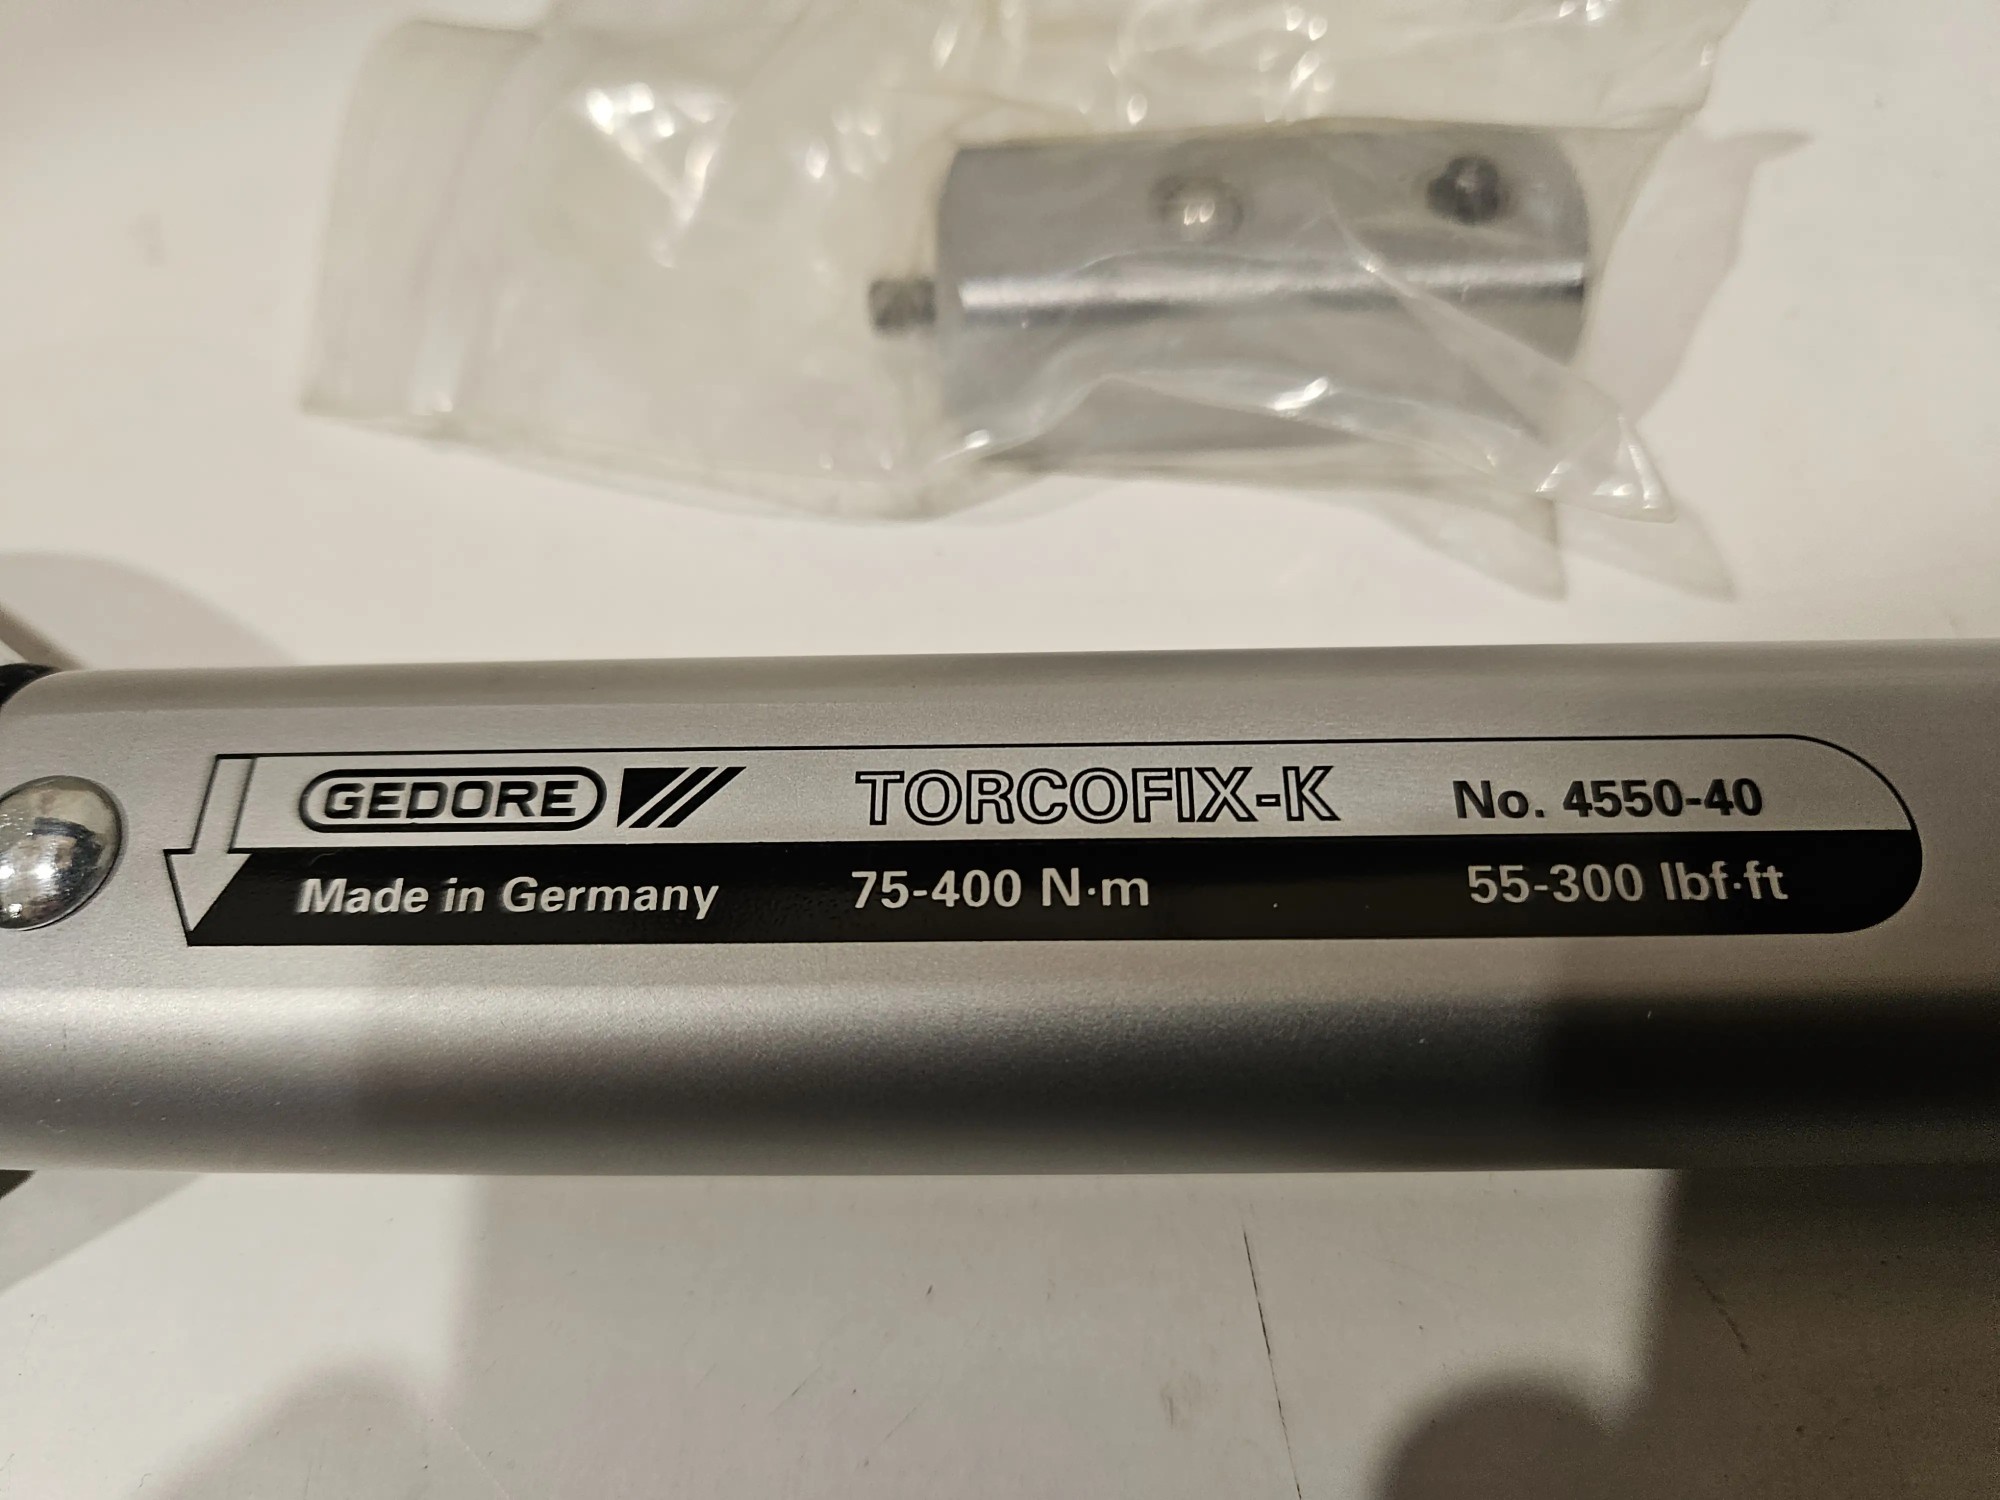 GEDORE TORCOFIX-K No. 4550-40
Made in Germany 75-400 N·m 55-300 lbf·ft